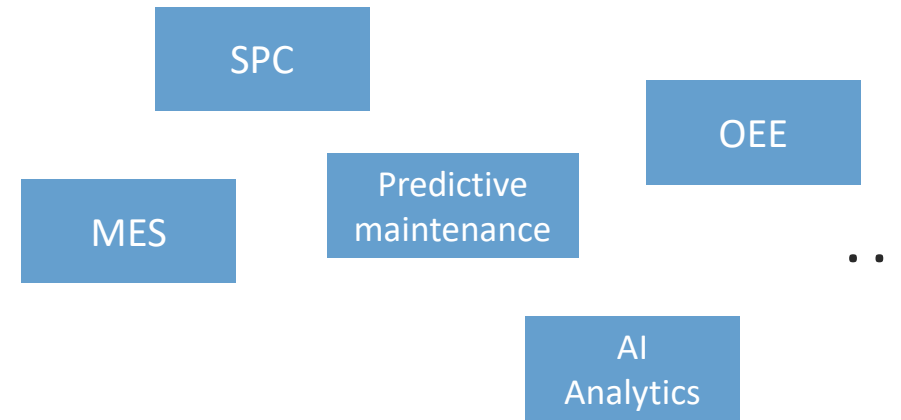 SPC
OEE
Predictive
maintenance
MES
..
AI
Analytics